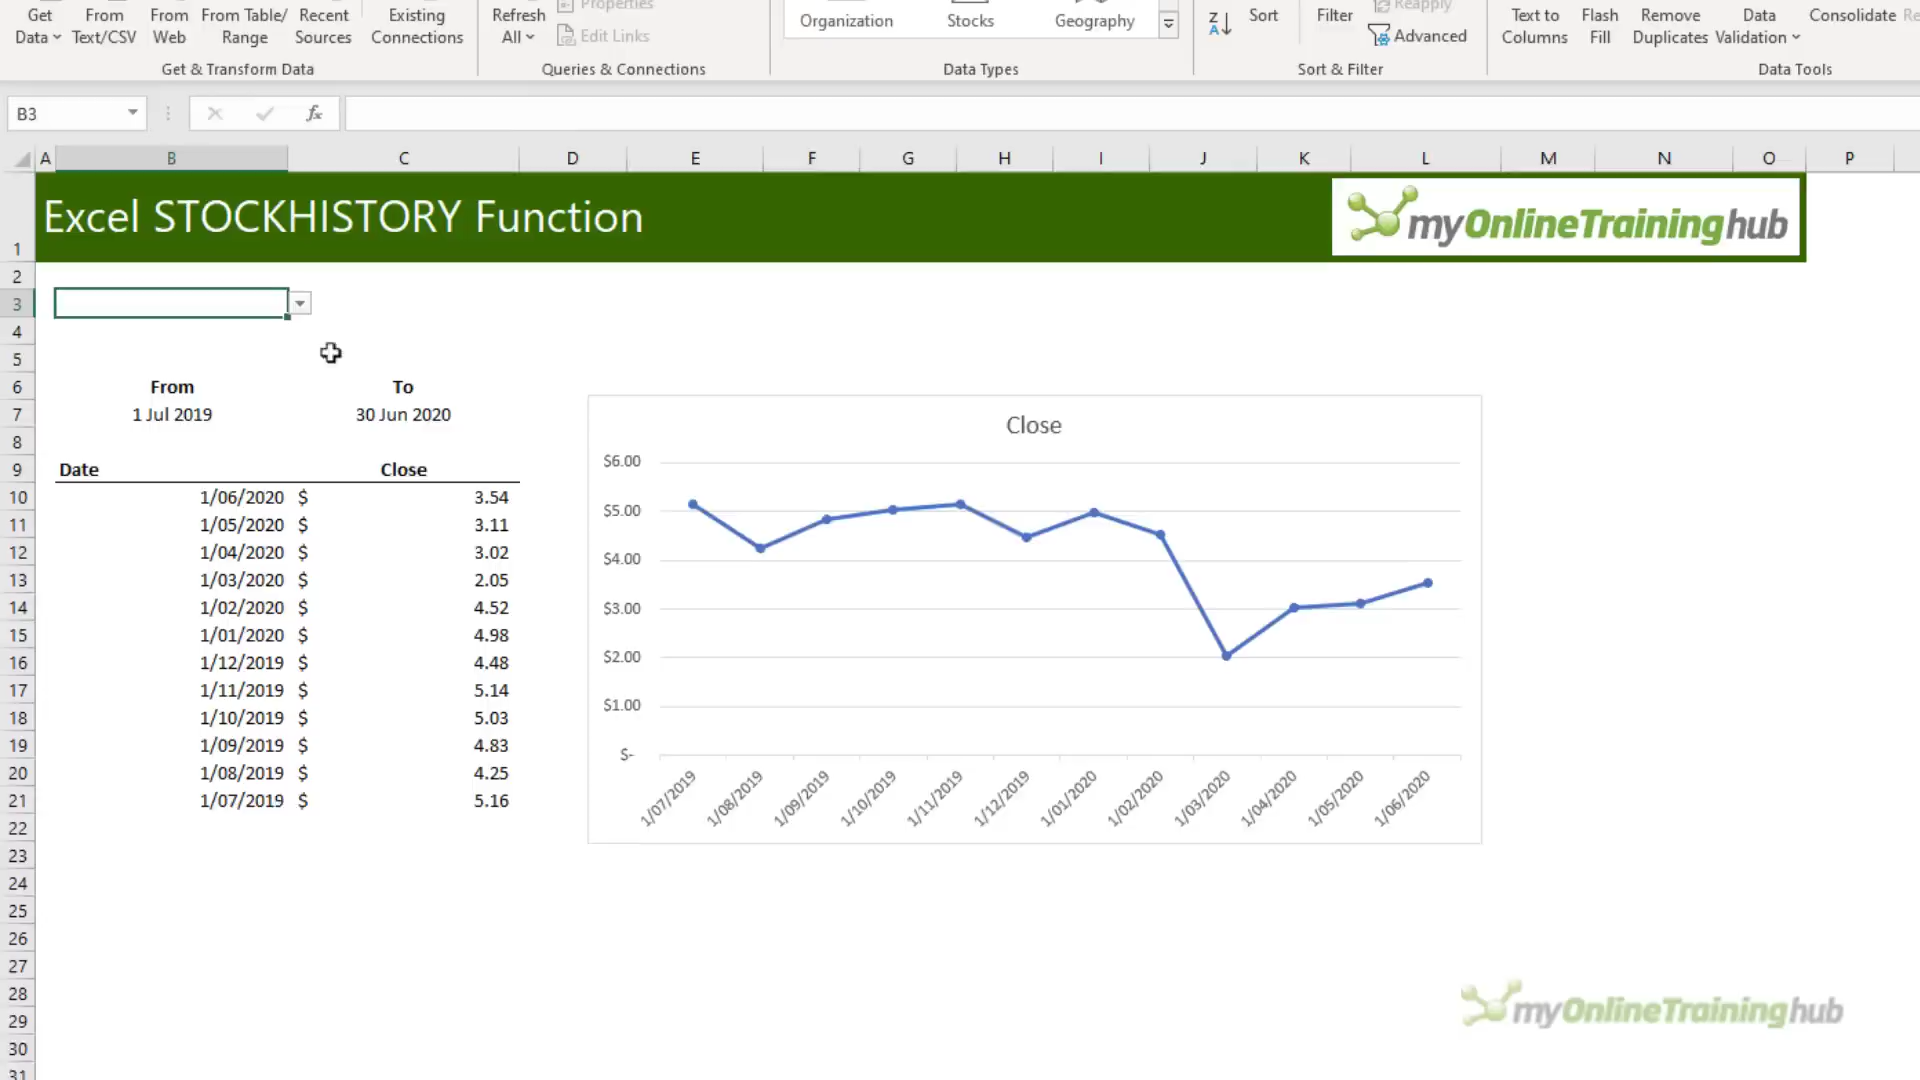 Get Data
From Text/CSV
From Web
From Table/ Range
Recent Sources
Existing Connections
Refresh All
Properties
Edit Links
Organization
Stocks
Geography
Z A
Sort
Filter
Reapply
Advanced
Text to Columns
Flash Fill
Remove Duplicates
Data Validation
Consolidate
Re
Get & Transform Data
Queries & Connections
Data Types
Sort & Filter
Data Tools
B3
fx
A B C D E F G H I J K L M N O P
1 Excel STOCKHISTORY Function
myOnlineTraininghub
2
3
4
5
6 From To
7 1 Jul 2019 30 Jun 2020
8
9 Date Close
10 1/06/2020 $ 3.54
11 1/05/2020 $ 3.11
12 1/04/2020 $ 3.02
13 1/03/2020 $ 2.05
14 1/02/2020 $ 4.52
15 1/01/2020 $ 4.98
16 1/12/2019 $ 4.48
17 1/11/2019 $ 5.14
18 1/10/2019 $ 5.03
19 1/09/2019 $ 4.83
20 1/08/2019 $ 4.25
21 1/07/2019 $ 5.16
22
23
24
25
26
27
28
29
30
31
Close
$6.00
$5.00
$4.00
$3.00
$2.00
$1.00
$-
1/07/2019 1/08/2019 1/09/2019 1/10/2019 1/11/2019 1/12/2019 1/01/2020 1/02/2020 1/03/2020 1/04/2020 1/05/2020 1/06/2020
myOnlineTraininghub